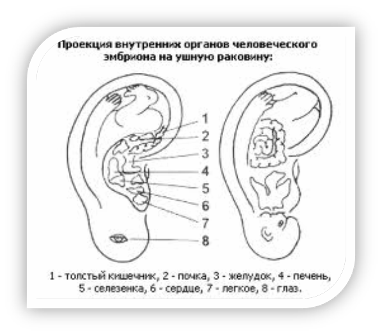 Проекция внутренних органов человеческого
эмбриона на ушную раковину:
1
2
3
4
5
6
7
8
1 - толстый кишечник, 2 - почка, 3 - желудок, 4 - печень,
5 - селезенка, 6 - сердце, 7 - легкое, 8 - глаз.